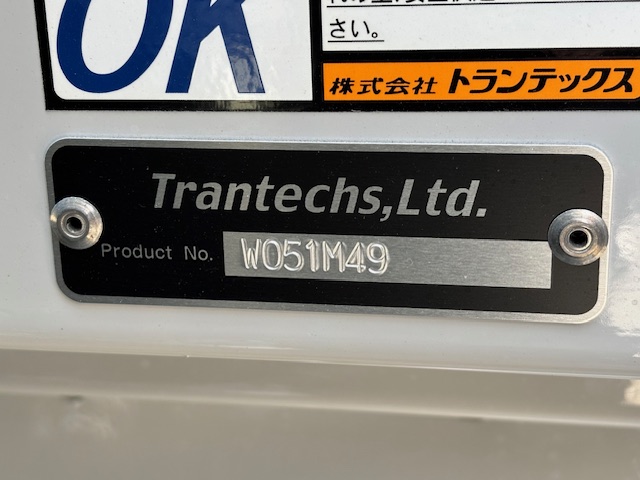 OK
さい。
株式会社 トランテックス
Trantechs,Ltd.
Product No. W051M49